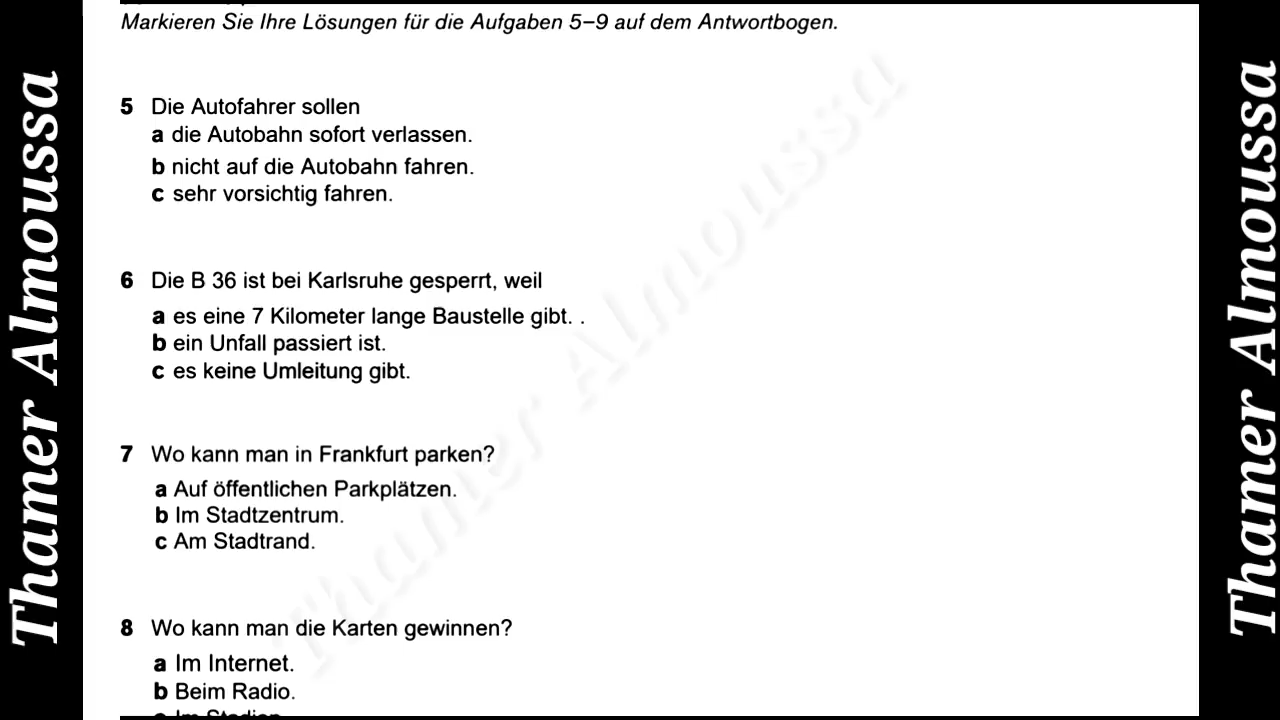 Markieren Sie Ihre Lösungen für die Aufgaben 5–9 auf dem Antwortbogen.
5 Die Autofahrer sollen
a die Autobahn sofort verlassen.
b nicht auf die Autobahn fahren.
c sehr vorsichtig fahren.
6 Die B 36 ist bei Karlsruhe gesperrt, weil
a es eine 7 Kilometer lange Baustelle gibt. .
b ein Unfall passiert ist.
c es keine Umleitung gibt.
7 Wo kann man in Frankfurt parken?
a Auf öffentlichen Parkplätzen.
b Im Stadtzentrum.
c Am Stadtrand.
8 Wo kann man die Karten gewinnen?
a Im Internet.
b Beim Radio.
Thamer Almoussa
Thamer Almoussa
Thamer Almoussa